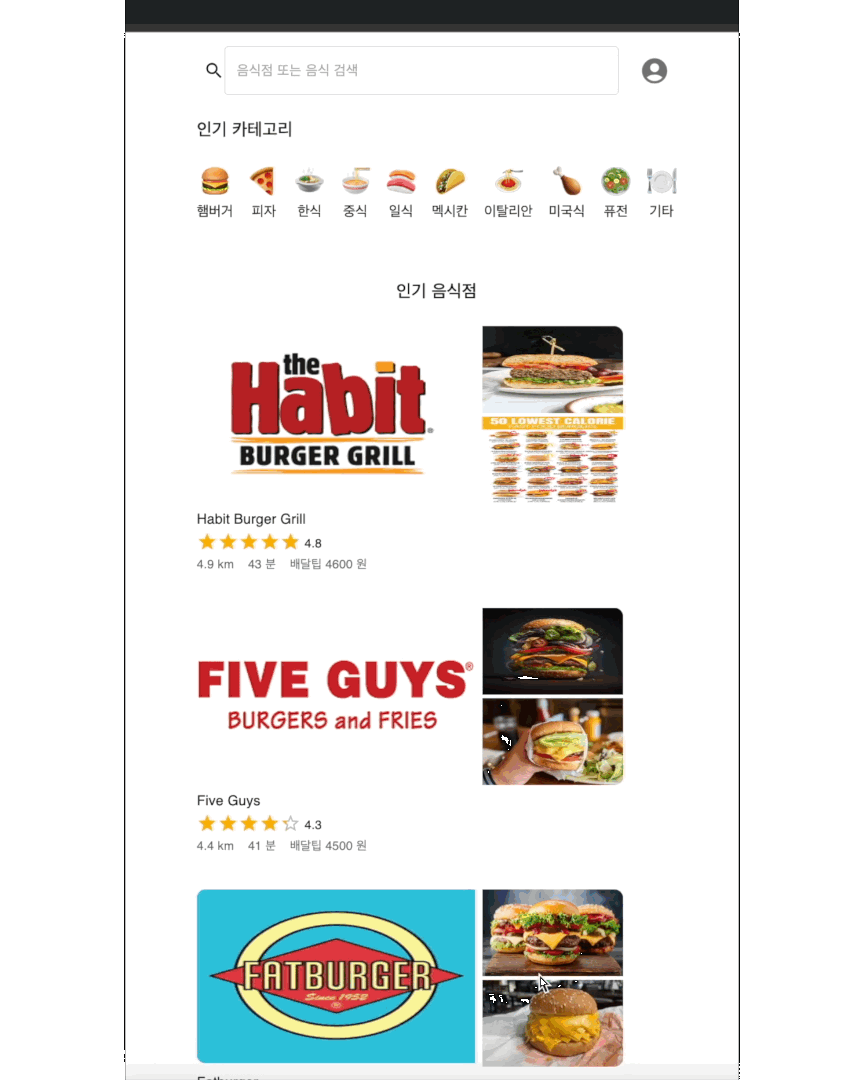 음식점 또는 음식 검색
인기 카테고리
햄버거 피자 한식 중식 일식 멕시칸 이탈리안 미국식 퓨전 기타
인기 음식점
the
Habit
BURGER GRILL
50 LOWEST CALORIE
Habit Burger Grill
4.8
4.9 km 43 분 배달팁 4600 원
FIVE GUYS®
BURGERS and FRIES
Five Guys
4.3
4.4 km 41 분 배달팁 4500 원
FATBURGER
Since 1952
Fatburger